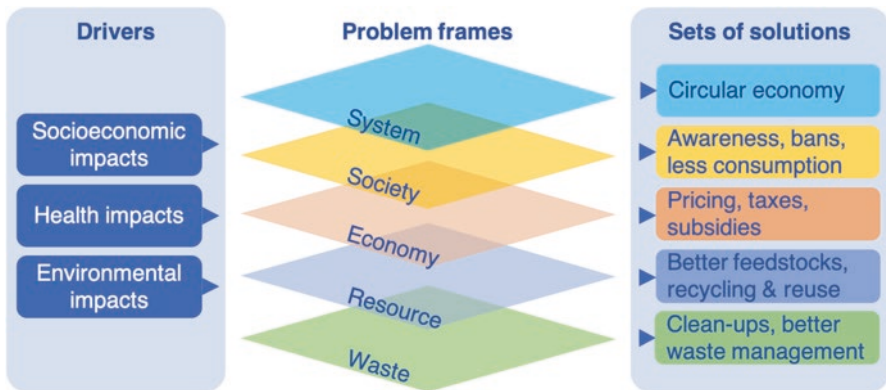 Drivers
Socioeconomic
impacts
Health impacts
Environmental
impacts
Problem frames
System
Society
Economy
Resource
Waste
Sets of solutions
Circular economy
Awareness, bans,
less consumption
Pricing, taxes,
subsidies
Better feedstocks,
recycling & reuse
Clean-ups, better
waste management